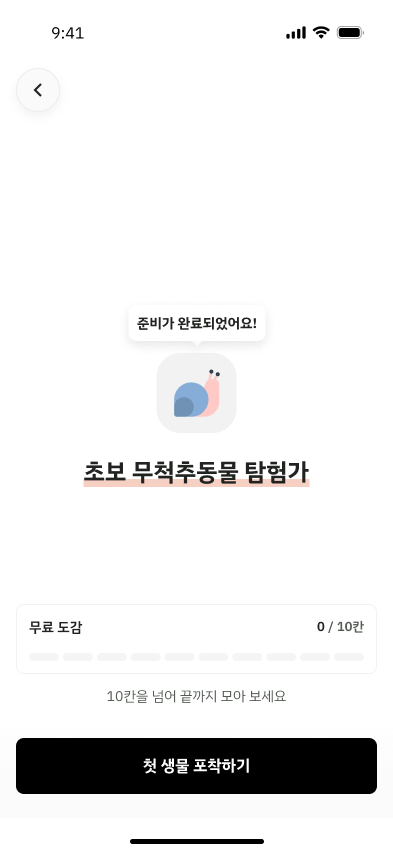 9:41
준비가 완료되었어요!
초보 무척추동물 탐험가
무료 도감
0 / 10칸
10칸을 넘어 끝까지 모아 보세요
첫 생물 포착하기